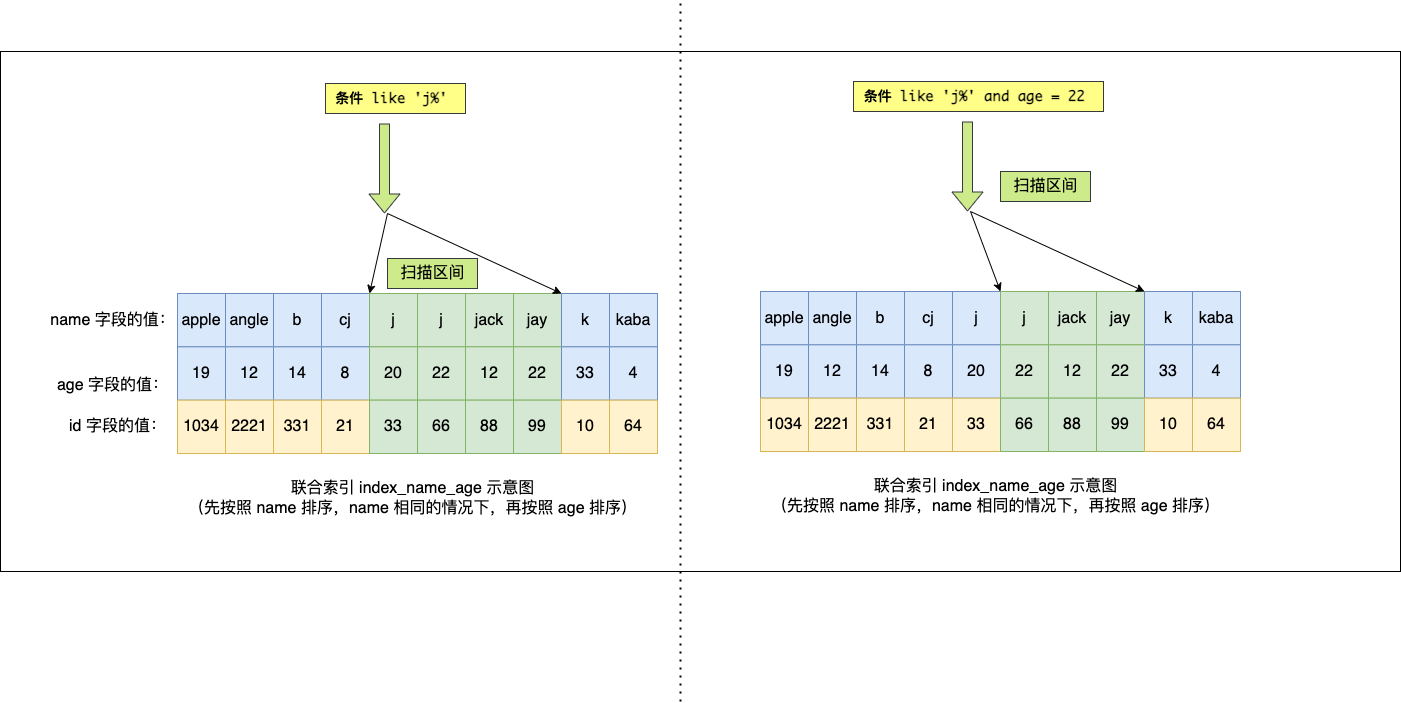 条件 like 'j%'
扫描区间
name 字段的值: apple angle b cj j j jack jay k kaba
age 字段的值: 19 12 14 8 20 22 12 22 33 4
id 字段的值: 1034 2221 331 21 33 66 88 99 10 64
联合索引 index_name_age 示意图
（先按照 name 排序，name 相同的情况下，再按照 age 排序）
条件 like 'j%' and age = 22
扫描区间
apple angle b cj j j jack jay k kaba
19 12 14 8 20 22 12 22 33 4
1034 2221 331 21 33 66 88 99 10 64
联合索引 index_name_age 示意图
（先按照 name 排序，name 相同的情况下，再按照 age 排序）